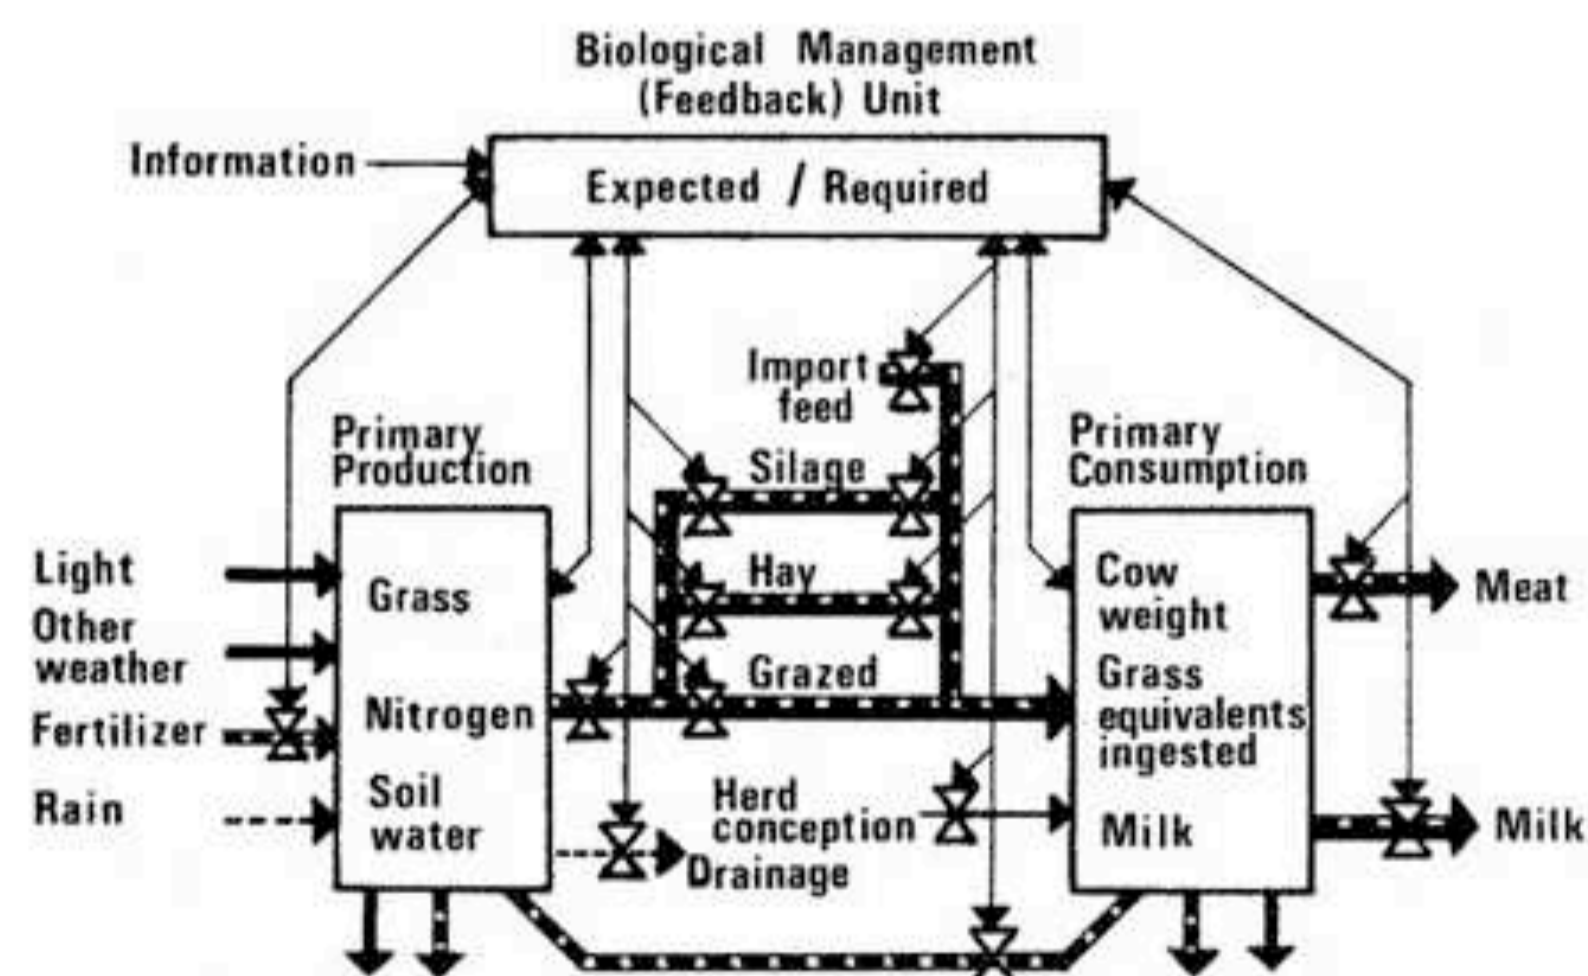 Biological Management
(Feedback) Unit
Information
Expected / Required
Import
feed
Primary
Production
Silage
Primary
Consumption
Light
Other
weather
Fertilizer
Rain
Grass
Nitrogen
Soil
water
Hay
Grazed
Herd
conception
Drainage
Cow
weight
Grass
equivalents
ingested
Milk
Meat
Milk